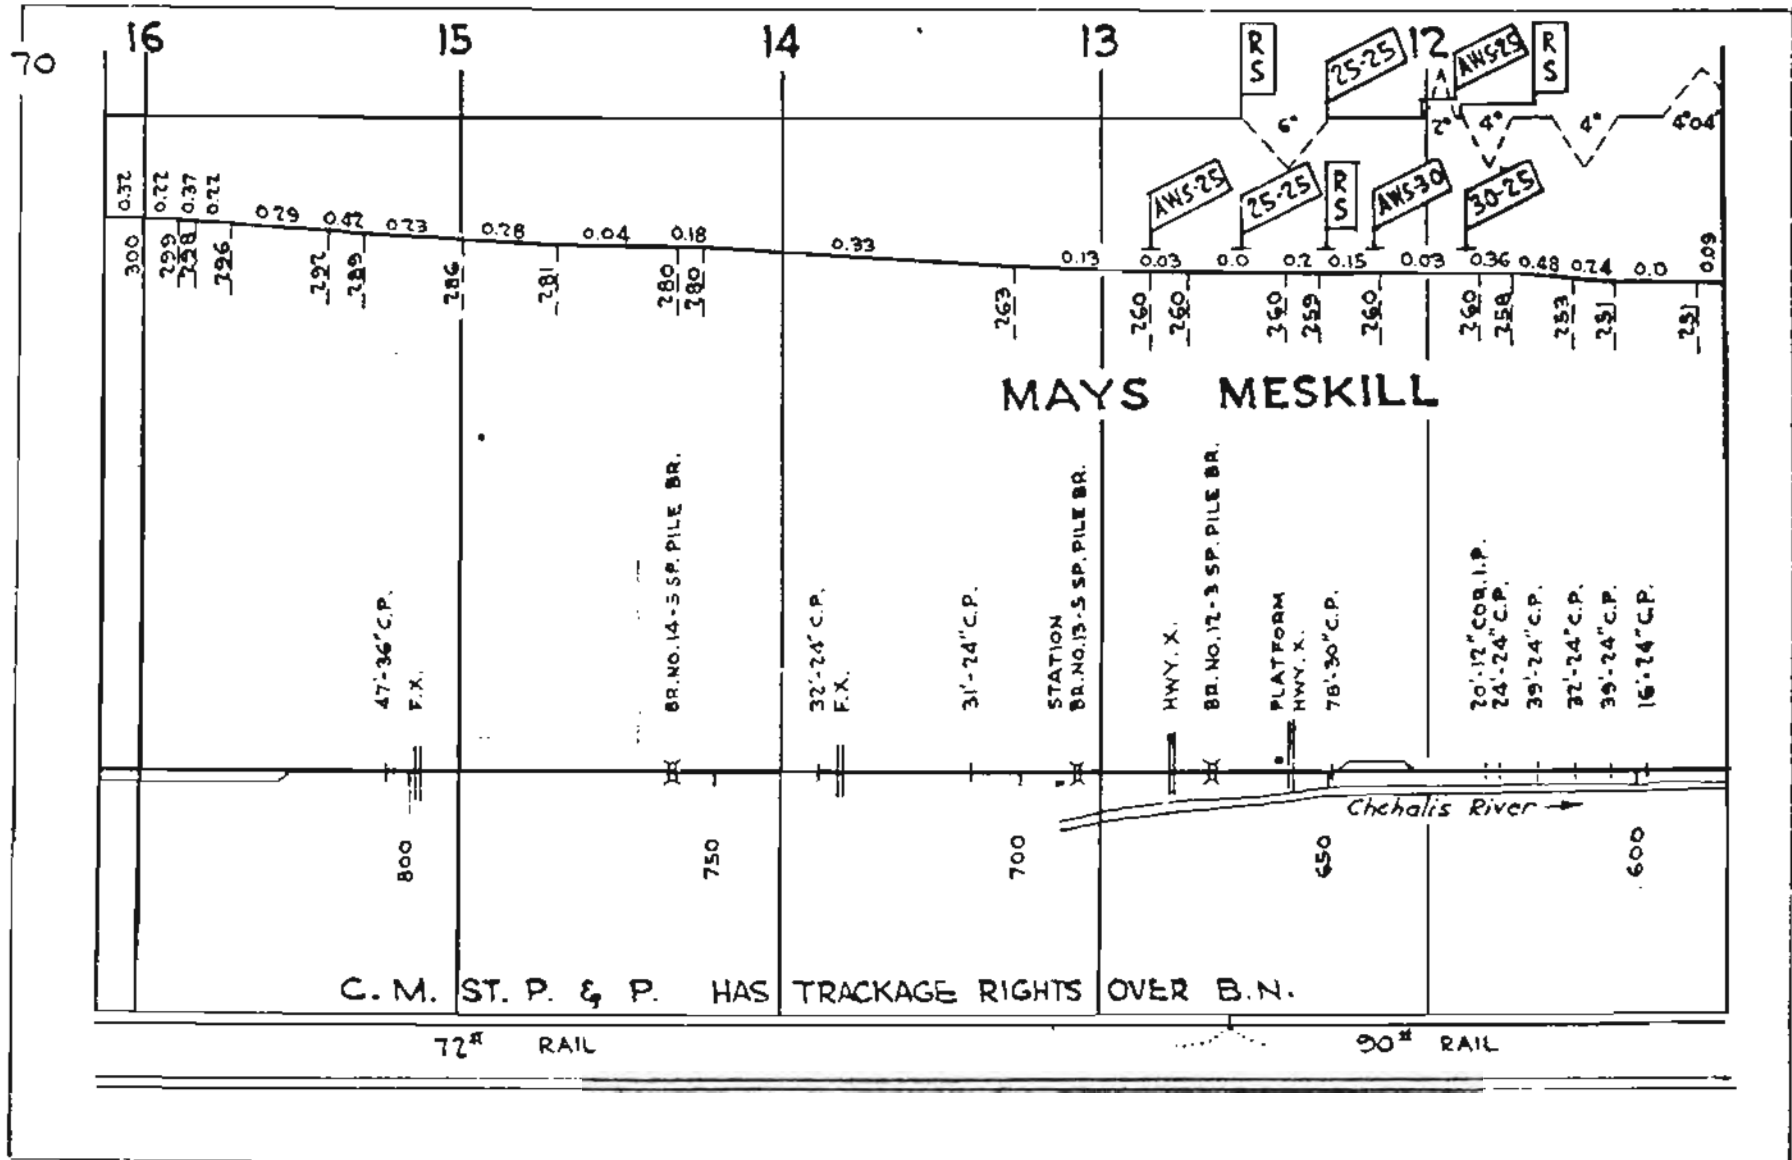 70
16 15 14 13 12
R S
25-25
AWS-25
R S
6° 2° 4° 4° 4°04'
AWS-25
25-25
R S
AWS-30
30-25
0.32 0.22 0.37 0.22 0.29 0.42 0.23 0.28 0.04 0.18 0.33 0.13 0.03 0.0 0.2 0.15 0.03 0.36 0.48 0.24 0.0 0.09
300 299 298 296 292 289 286 281 280 280 263 260 260 260 259 260 260 258 253 251 251
MAYS MESKILL
47'-36" C.P.
F.X.
BR.NO.14-5 SP. PILE BR.
32'-24" C.P.
F.X.
31'-24" C.P.
STATION
BR.NO.13-5 SP. PILE BR.
HWY. X.
BR. NO. 12-3 SP. PILE BR.
PLATFORM
HWY. X.
78'-30" C.P.
20'-12" COR. I.P.
24'-24" C.P.
39'-24" C.P.
32'-24" C.P.
39'-24" C.P.
16'-24" C.P.
Chehalis River
800 750 700 650 600
C. M. ST. P. & P. HAS TRACKAGE RIGHTS OVER B.N.
72# RAIL 90# RAIL